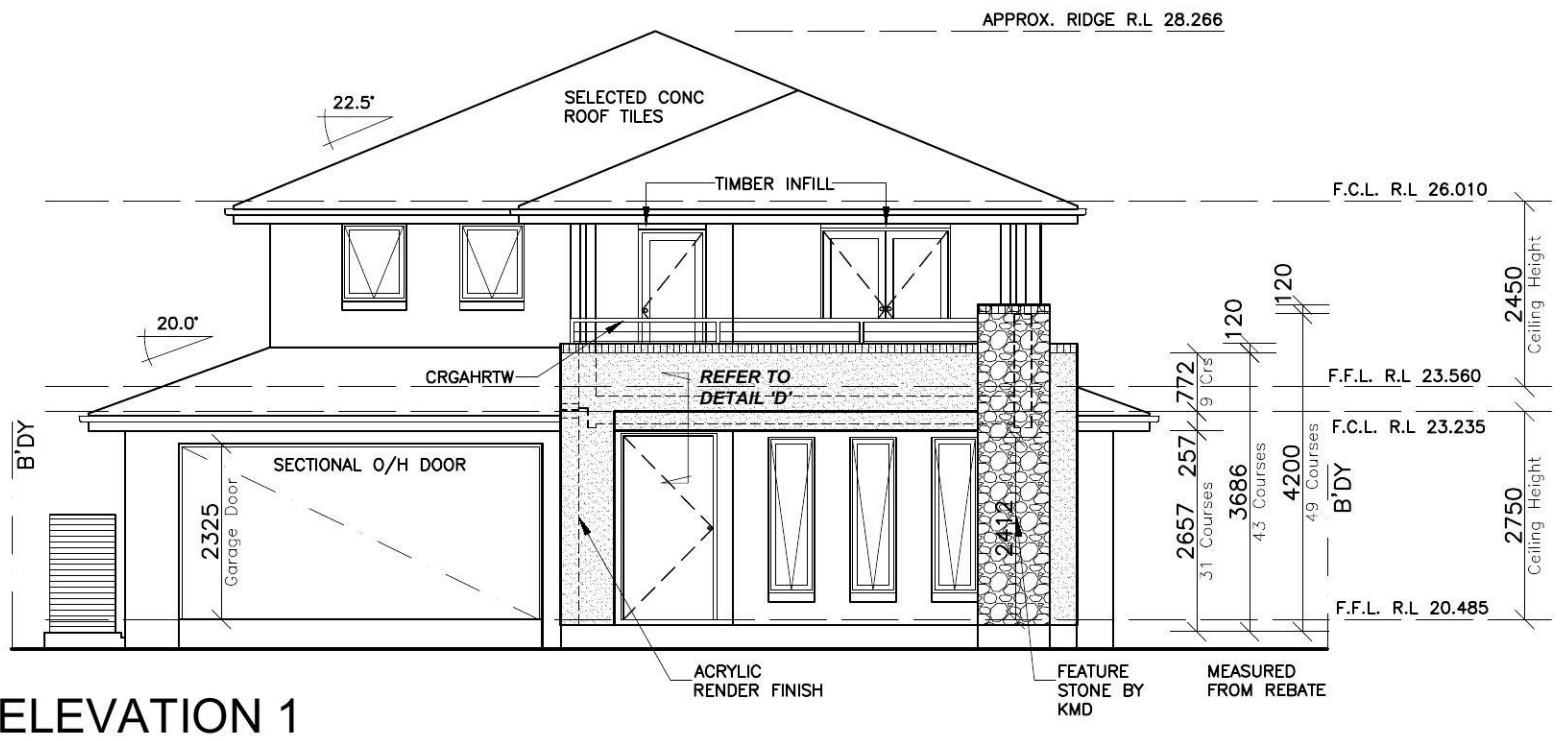 APPROX. RIDGE R.L 28.266
22.5°
SELECTED CONC
ROOF TILES
TIMBER INFILL
F.C.L. R.L 26.010
20.0°
120
120
2450
Ceiling Height
CRGAHRTW
REFER TO
DETAIL 'D'
772
9 Crs
F.F.L. R.L 23.560
F.C.L. R.L 23.235
B'DY
SECTIONAL O/H DOOR
2325
Garage Door
2412
257
2657
31 Courses
3686
43 Courses
4200
49 Courses
B'DY
2750
Ceiling Height
F.F.L. R.L 20.485
ACRYLIC
RENDER FINISH
FEATURE
STONE BY
KMD
MEASURED
FROM REBATE
ELEVATION 1